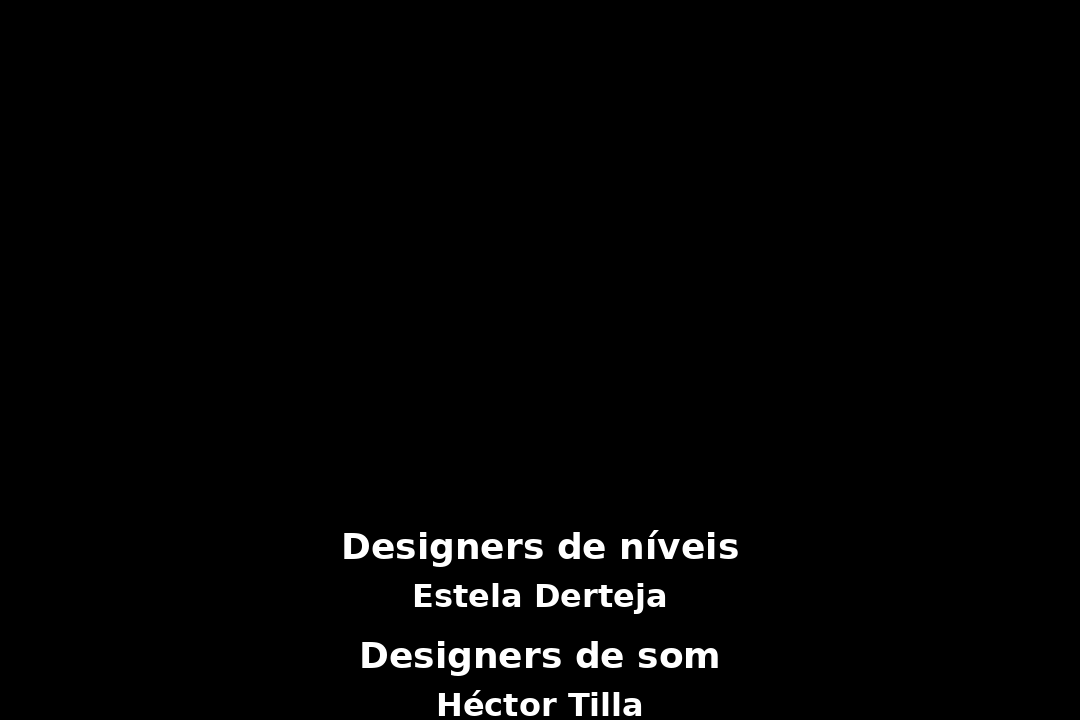 Designers de níveis
Estela Derteja
Designers de som
Héctor Tilla